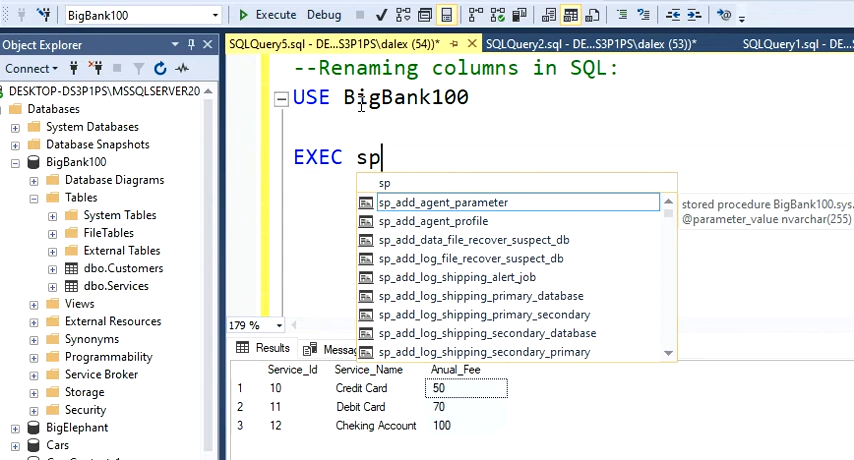 BigBank100
Execute
Debug
Object Explorer
SQLQuery5.sql - DE...S3P1PS\dalex (54))*
SQLQuery2.sql - DE...S3P1PS\dalex (53))*
SQLQuery1.sql - DE
Connect
DESKTOP-DS3P1PS\MSSQLSERVER20
Databases
System Databases
Database Snapshots
BigBank100
Database Diagrams
Tables
System Tables
FileTables
External Tables
dbo.Customers
dbo.Services
Views
External Resources
Synonyms
Programmability
Service Broker
Storage
Security
BigElephant
Cars
--Renaming columns in SQL:
USE BigBank100
EXEC sp
sp
sp_add_agent_parameter
sp_add_agent_profile
sp_add_data_file_recover_suspect_db
sp_add_log_file_recover_suspect_db
sp_add_log_shipping_alert_job
sp_add_log_shipping_primary_database
sp_add_log_shipping_primary_secondary
sp_add_log_shipping_secondary_database
sp_add_log_shipping_secondary_primary
stored procedure BigBank100.sys.
@parameter_value nvarchar(255)
179 %
Results
Messag
Service_Id Service_Name Anual_Fee
1 10 Credit Card 50
2 11 Debit Card 70
3 12 Cheking Account 100